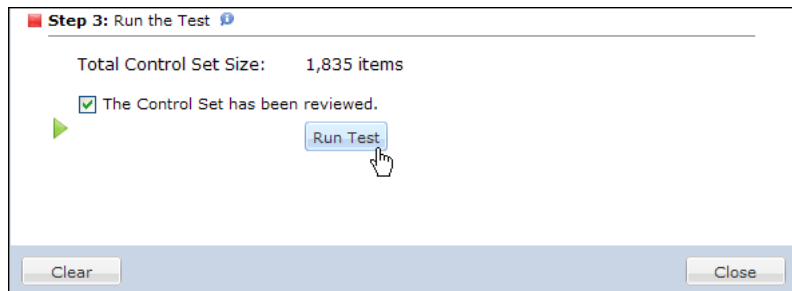 Step 3: Run the Test
Total Control Set Size: 1,835 items
The Control Set has been reviewed.
Run Test
Clear Close